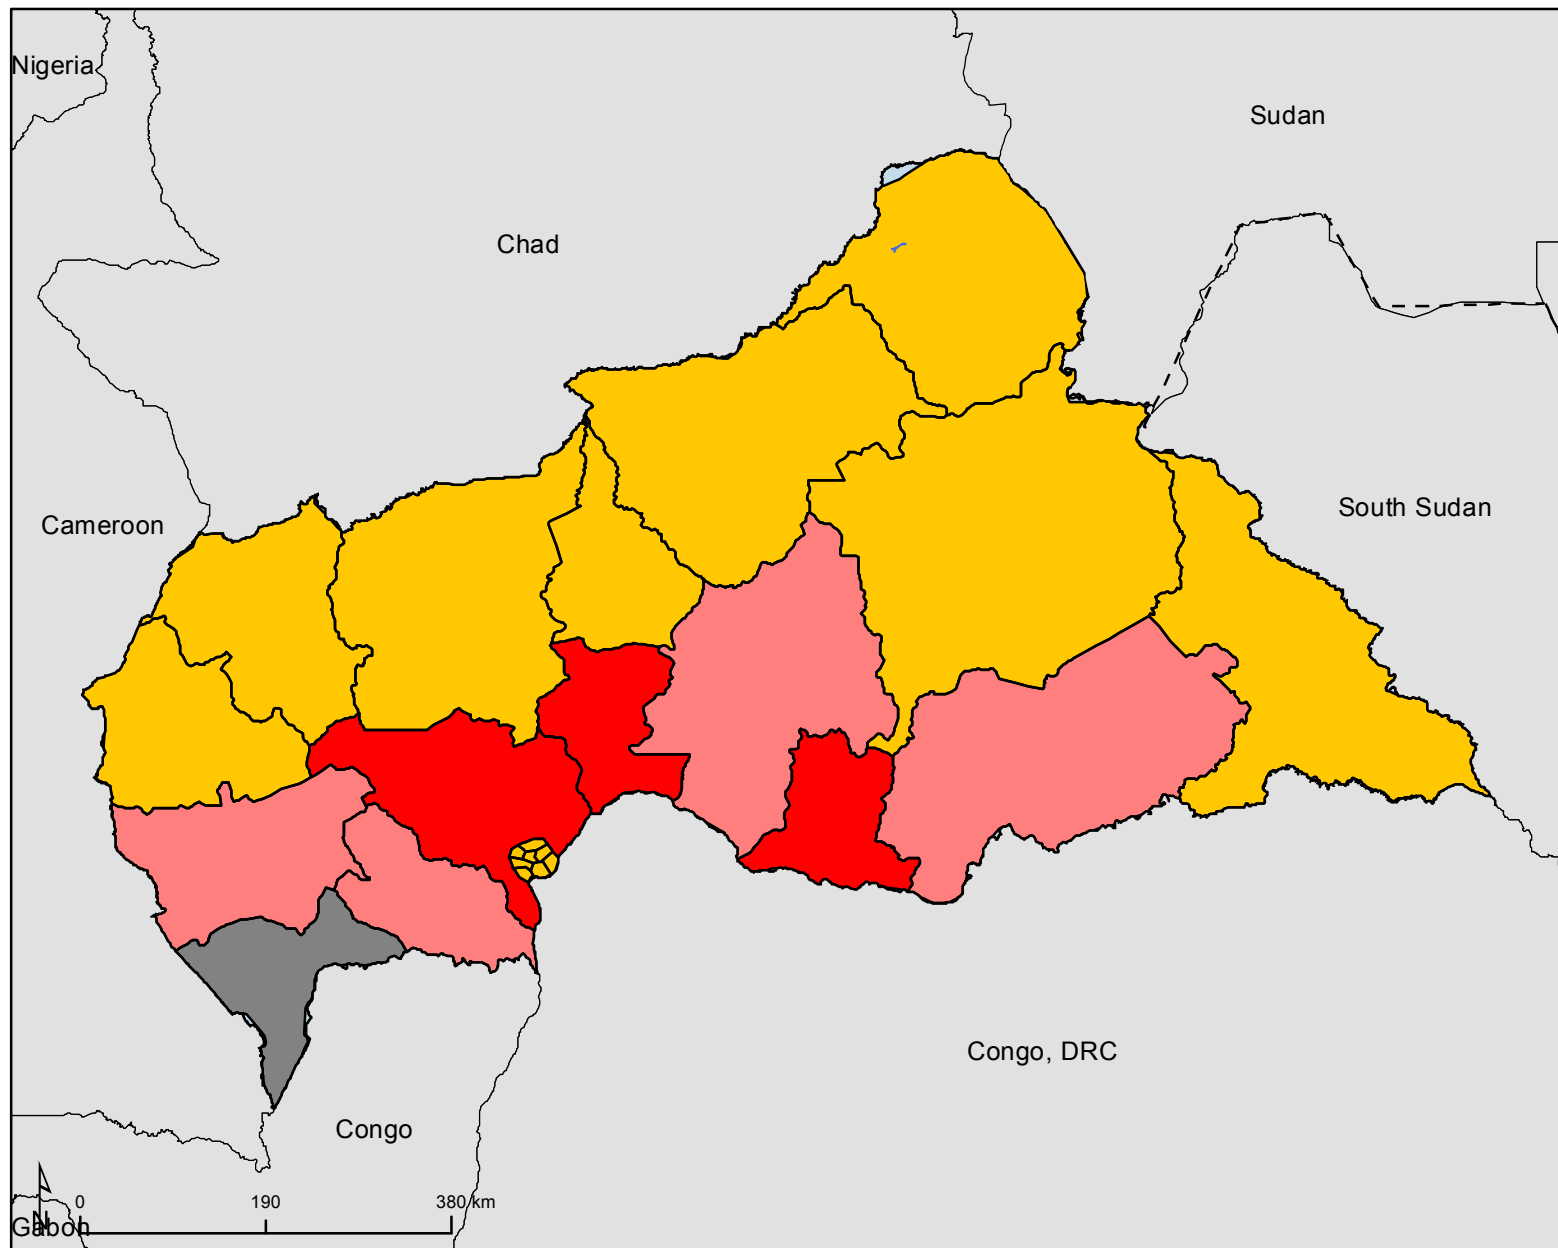 Nigeria
Sudan
Chad
South Sudan
Cameroon
Congo, DRC
Congo
0 190 380 km
N
Gabon